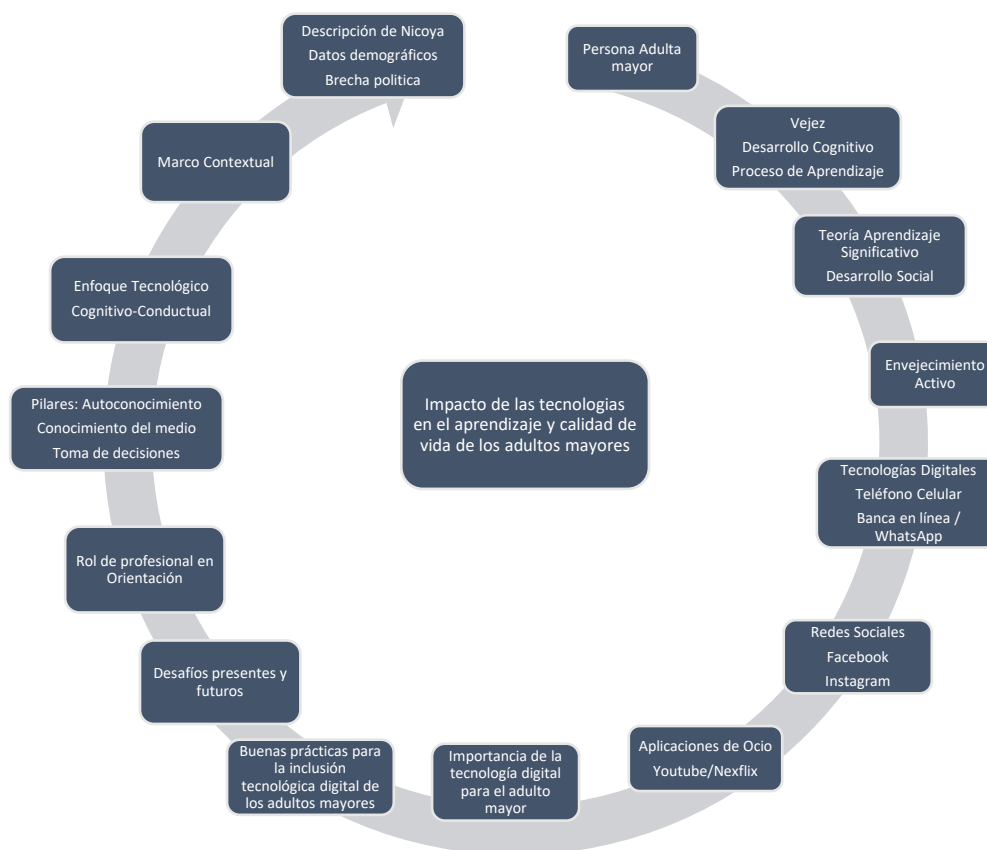 Descripción de Nicoya
Datos demográficos
Brecha politica
Persona Adulta
mayor
Vejez
Desarrollo Cognitivo
Proceso de Aprendizaje
Marco Contextual
Teoría Aprendizaje
Significativo
Desarrollo Social
Enfoque Tecnológico
Cognitivo-Conductual
Envejecimiento
Activo
Impacto de las tecnologias
en el aprendizaje y calidad de
vida de los adultos mayores
Pilares: Autoconocimiento
Conocimiento del medio
Toma de decisiones
Tecnologías Digitales
Teléfono Celular
Banca en línea /
WhatsApp
Rol de profesional en
Orientación
Redes Sociales
Facebook
Instagram
Desafíos presentes y
futuros
Buenas prácticas para
la inclusión
tecnológica digital de
los adultos mayores
Importancia de la
tecnología digital
para el adulto
mayor
Aplicaciones de Ocio
Youtube/Nexflix